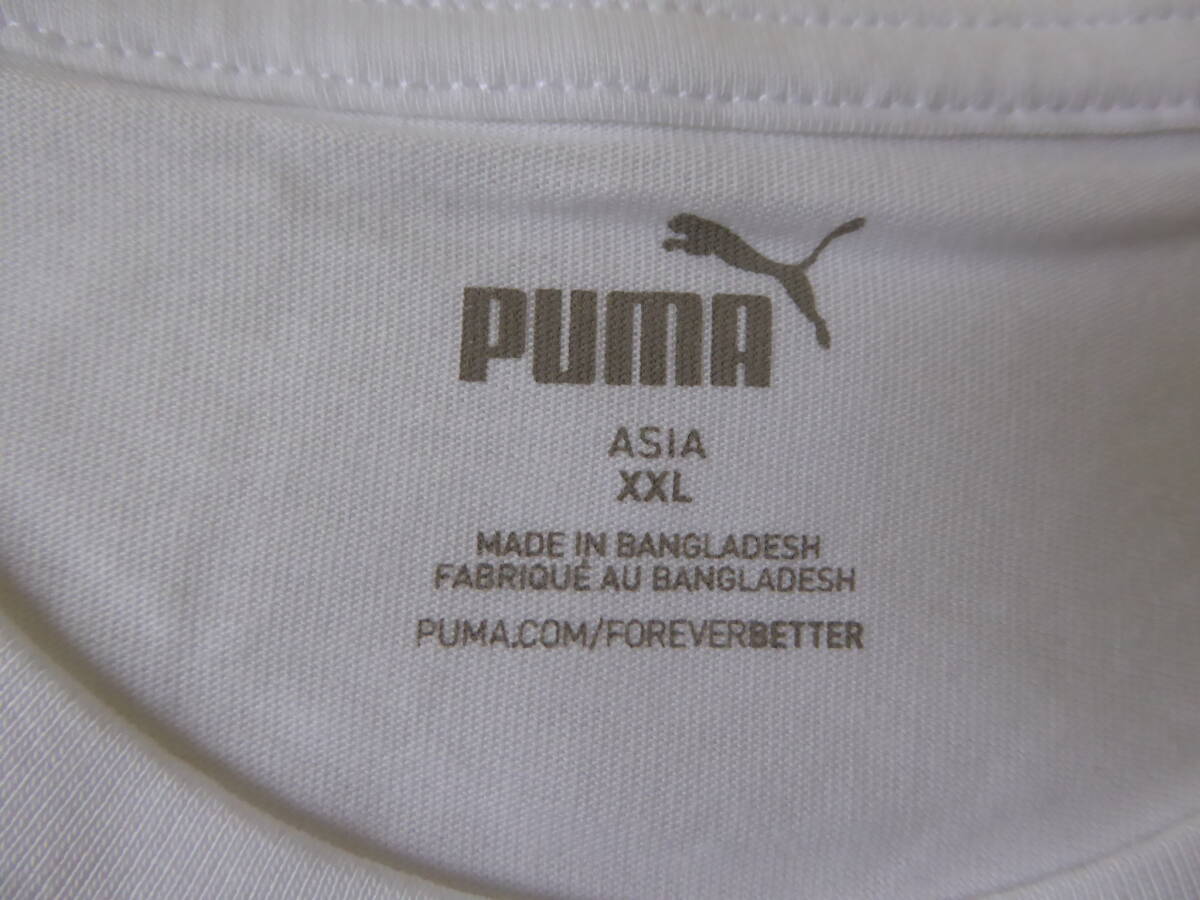 PUMA
ASIA
XXL
MADE IN BANGLADESH
FABRIQUÉ AU BANGLADESH
PUMA.COM/FOREVERBETTER